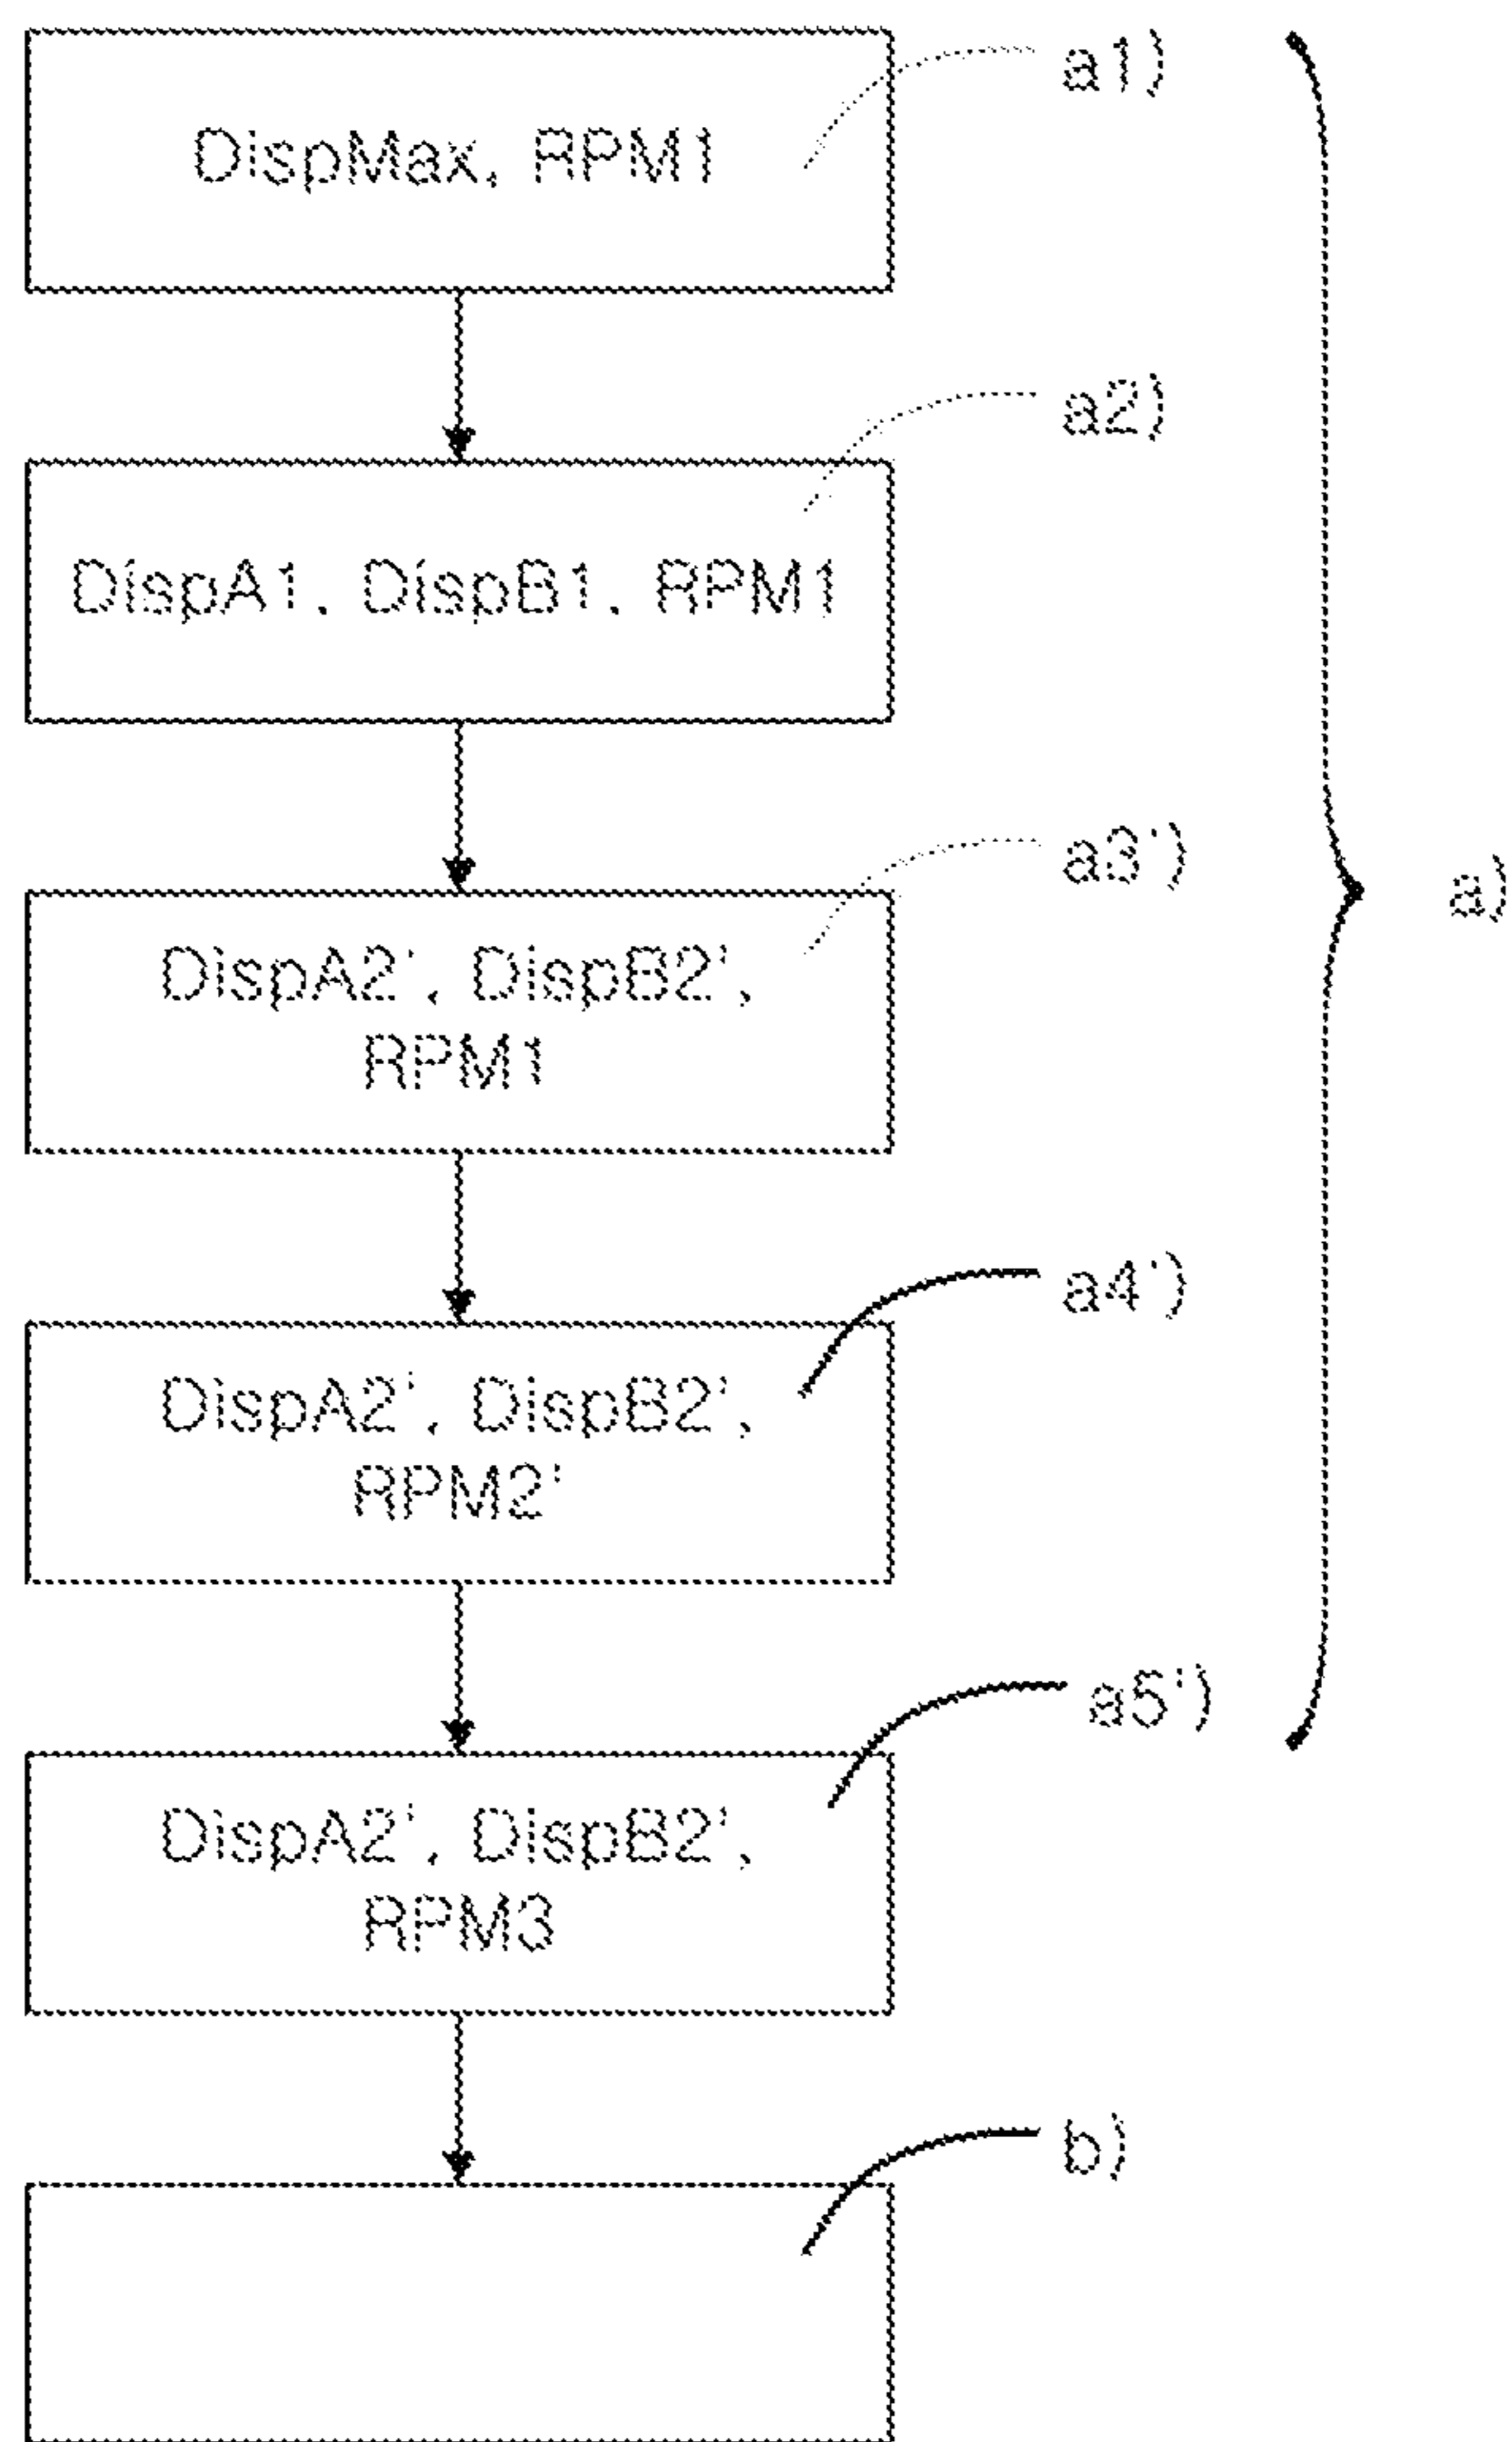 DispMax, RPM1
a1)
DispA1, DispB1, RPM1
a2)
DispA2', DispB2',
RPM1
a3')
a)
DispA2', DispB2',
RPM2'
a4')
DispA2', DispB2',
RPM3
a5')
b)